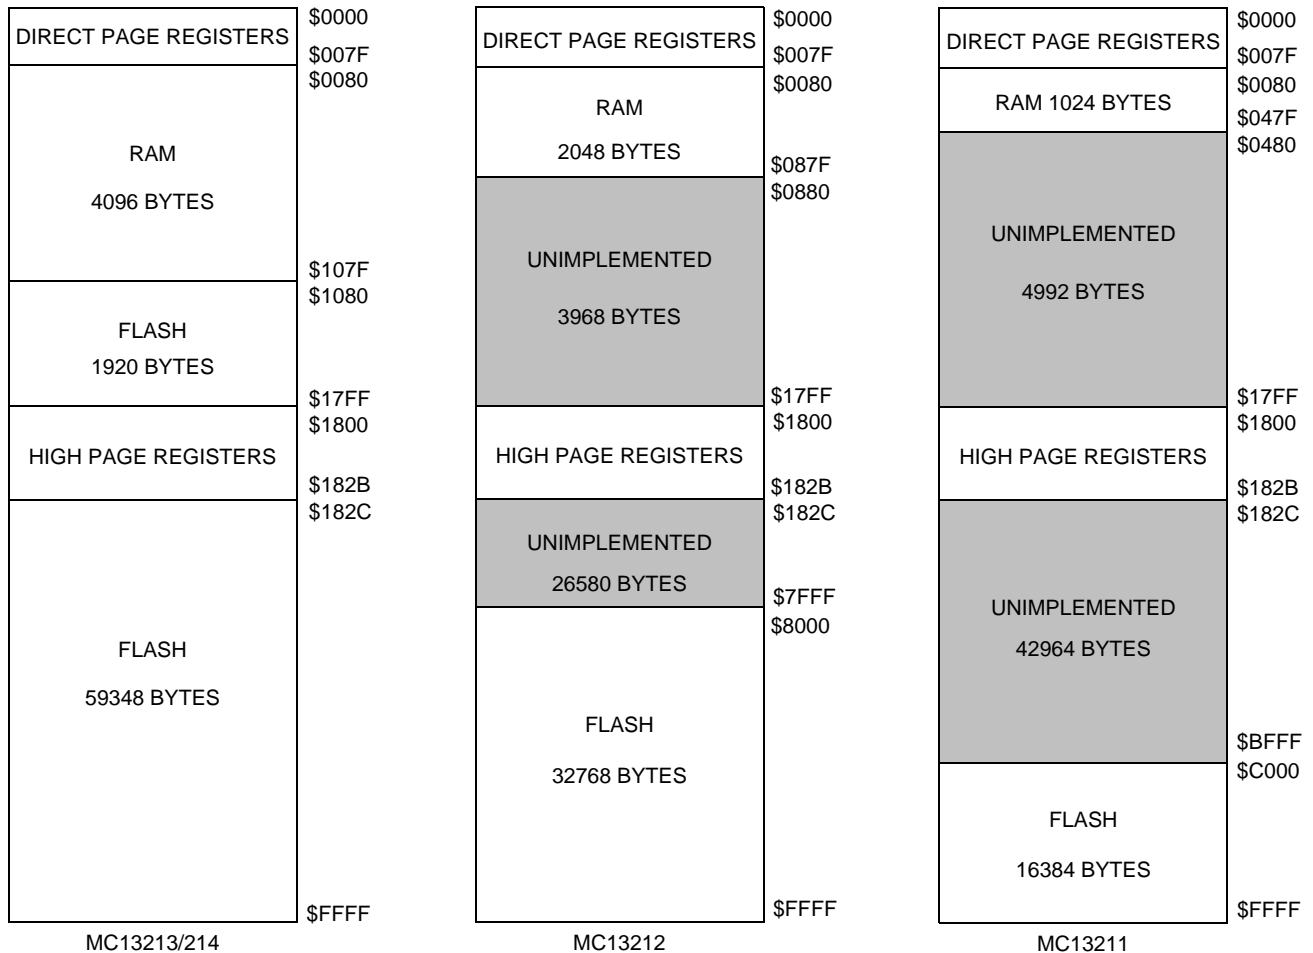 DIRECT PAGE REGISTERS
$0000
$007F
$0080
RAM
4096 BYTES
$107F
$1080
FLASH
1920 BYTES
$17FF
$1800
HIGH PAGE REGISTERS
$182B
$182C
FLASH
59348 BYTES
$FFFF
MC13213/214
DIRECT PAGE REGISTERS
$0000
$007F
$0080
RAM
2048 BYTES
$087F
$0880
UNIMPLEMENTED
3968 BYTES
$17FF
$1800
HIGH PAGE REGISTERS
$182B
$182C
UNIMPLEMENTED
26580 BYTES
$7FFF
$8000
FLASH
32768 BYTES
$FFFF
MC13212
DIRECT PAGE REGISTERS
$0000
$007F
$0080
RAM 1024 BYTES
$047F
$0480
UNIMPLEMENTED
4992 BYTES
$17FF
$1800
HIGH PAGE REGISTERS
$182B
$182C
UNIMPLEMENTED
42964 BYTES
$BFFF
$C000
FLASH
16384 BYTES
$FFFF
MC13211